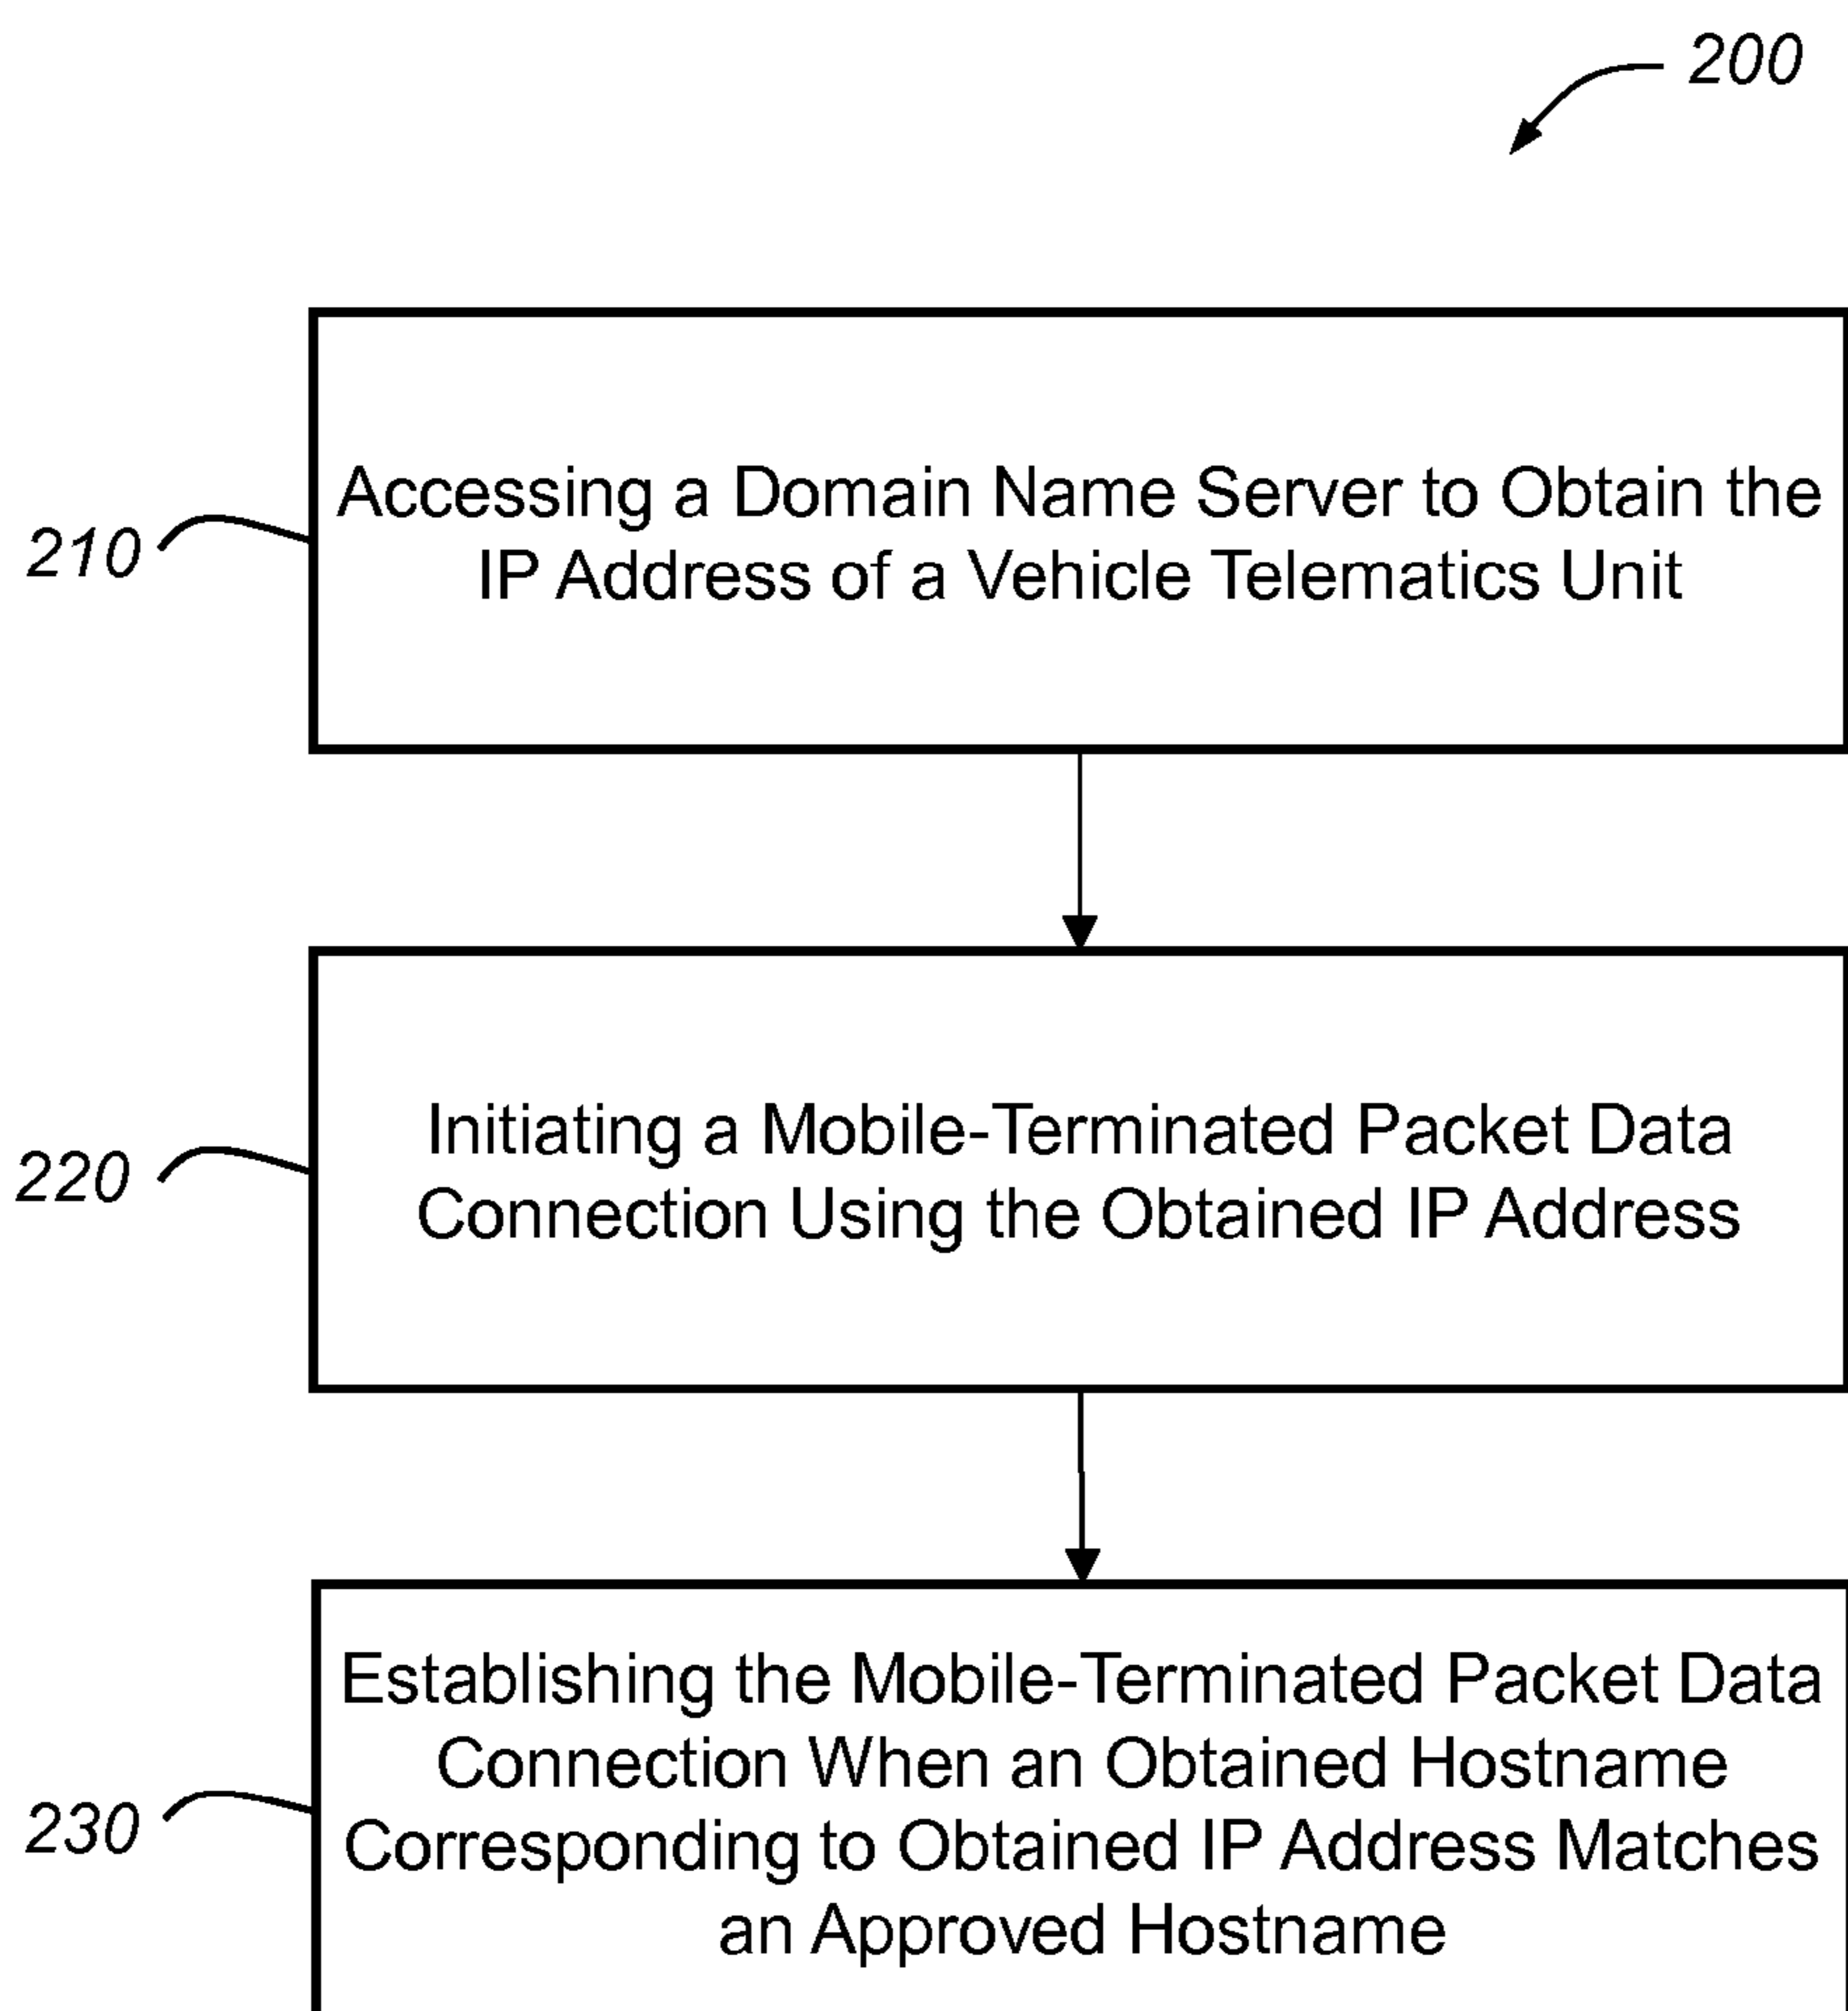 200
210
Accessing a Domain Name Server to Obtain the
IP Address of a Vehicle Telematics Unit
220
Initiating a Mobile-Terminated Packet Data
Connection Using the Obtained IP Address
230
Establishing the Mobile-Terminated Packet Data
Connection When an Obtained Hostname
Corresponding to Obtained IP Address Matches
an Approved Hostname